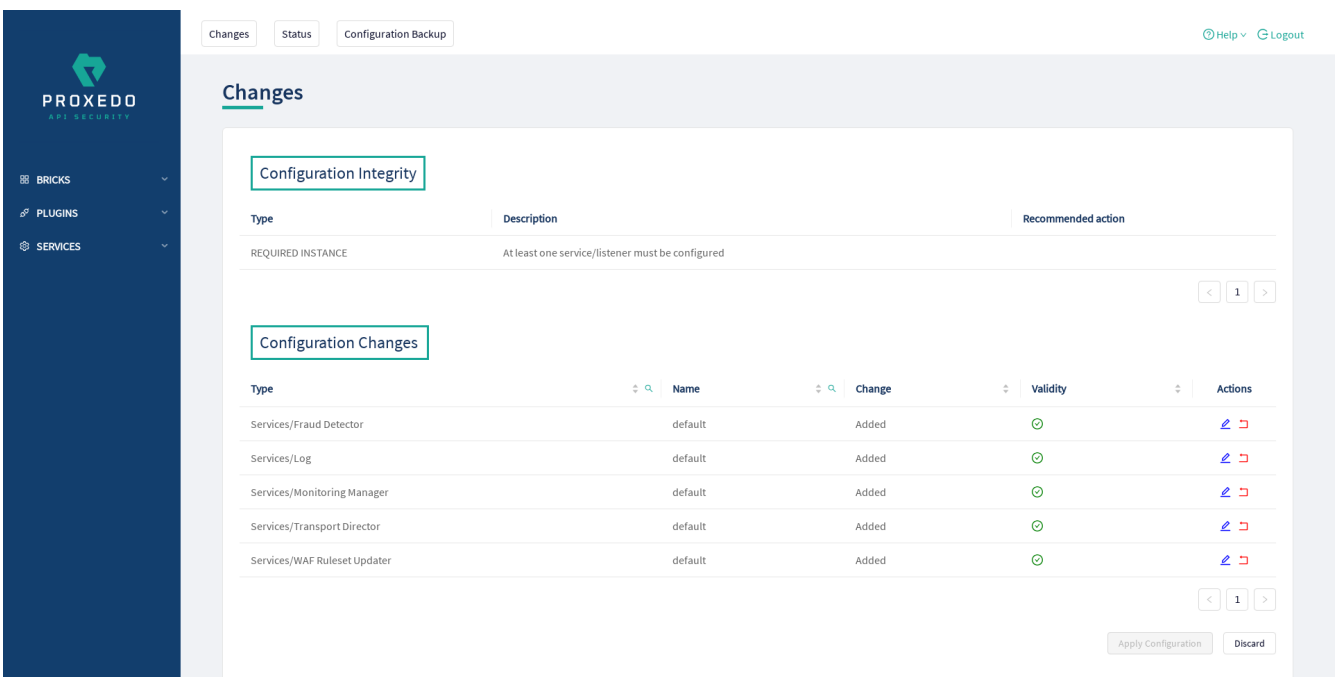 Changes Status Configuration Backup Help Logout
PROXEDO
API SECURITY
BRICKS
PLUGINS
SERVICES
Changes
Configuration Integrity
Type Description Recommended action
REQUIRED INSTANCE At least one service/listener must be configured
< 1 >
Configuration Changes
Type Name Change Validity Actions
Services/Fraud Detector default Added
Services/Log default Added
Services/Monitoring Manager default Added
Services/Transport Director default Added
Services/WAF Ruleset Updater default Added
< 1 >
Apply Configuration Discard